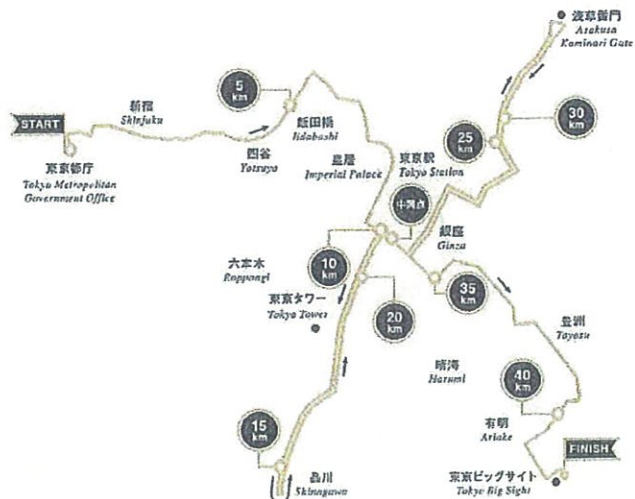 浅草雷門
Asakusa
Kaminari Gate
5
km
新宿
Shinjuku
START
飯田橋
Iidabashi
30
km
四谷
Yotsuya
25
km
皇居
Imperial Palace
東京駅
Tokyo Station
東京都庁
Tokyo Metropolitan
Government Office
中間点
銀座
Ginza
六本木
Roppongi
10
km
35
km
東京タワー
Tokyo Tower
20
km
豊洲
Toyosu
晴海
Harumi
40
km
15
km
有明
Ariake
FINISH
品川
Shinagawa
東京ビッグサイト
Tokyo Big Sight